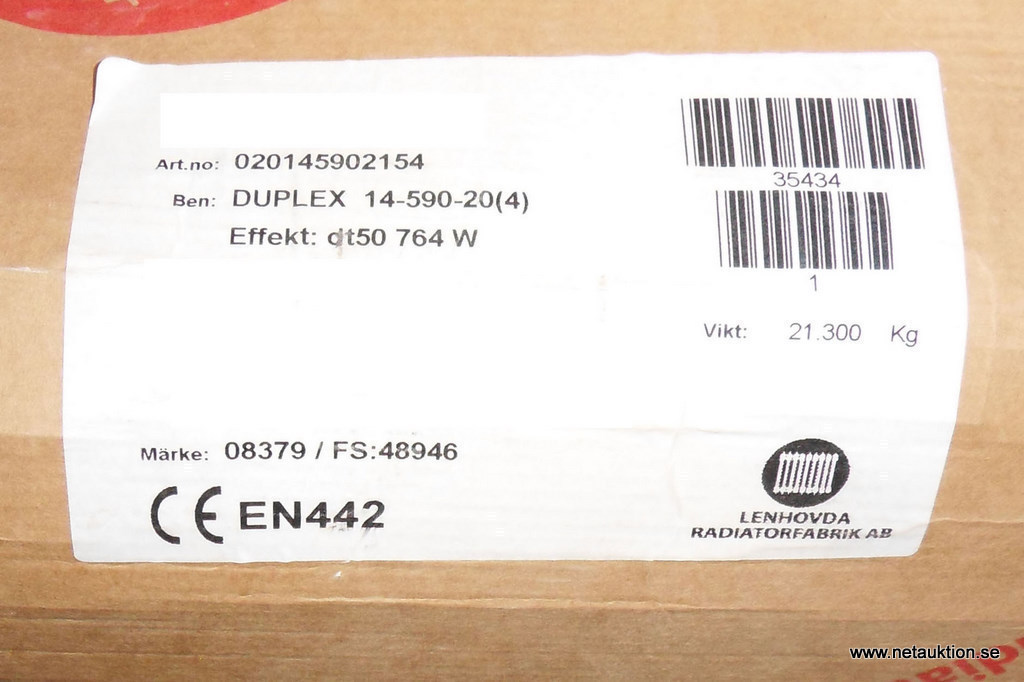 Art.no: 020145902154
Ben: DUPLEX 14-590-20(4)
Effekt: dt50 764 W
35434
1
Vikt: 21.300 Kg
Märke: 08379 / FS:48946
CE EN442
LENHOVDA
RADIATORFABRIK AB
www.netauktion.se